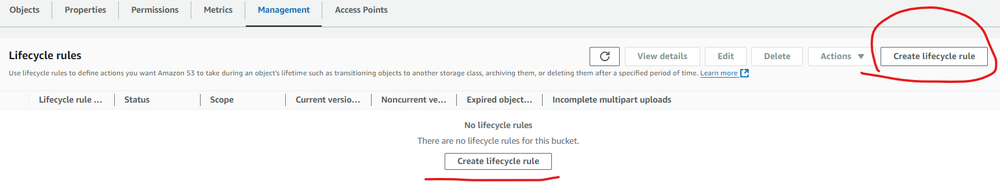 Objects Properties Permissions Metrics Management Access Points
Lifecycle rules View details Edit Delete Actions Create lifecycle rule
Use lifecycle rules to define actions you want Amazon S3 to take during an object's lifetime such as transitioning objects to another storage class, archiving them, or deleting them after a specified period of time. Learn more
Lifecycle rule ... Status Scope Current versio... Noncurrent ve... Expired object... Incomplete multipart uploads
No lifecycle rules
There are no lifecycle rules for this bucket.
Create lifecycle rule